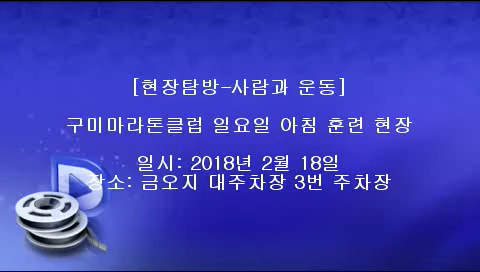 [현장탐방-사람과 운동]
구미마라톤클럽 일요일 아침 훈련 현장
일시: 2018년 2월 18일
장소: 금오지 대주차장 3번 주차장